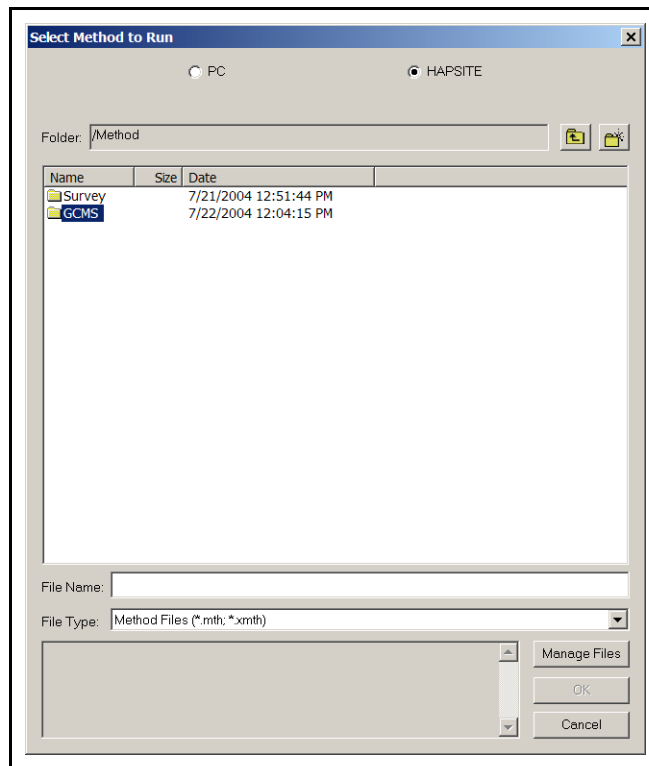 Select Method to Run
PC HAPSITE
Folder: /Method
Name Size Date
Survey 7/21/2004 12:51:44 PM
GCMS 7/22/2004 12:04:15 PM
File Name:
File Type: Method Files (*.mth; *.xmth)
Manage Files
OK
Cancel